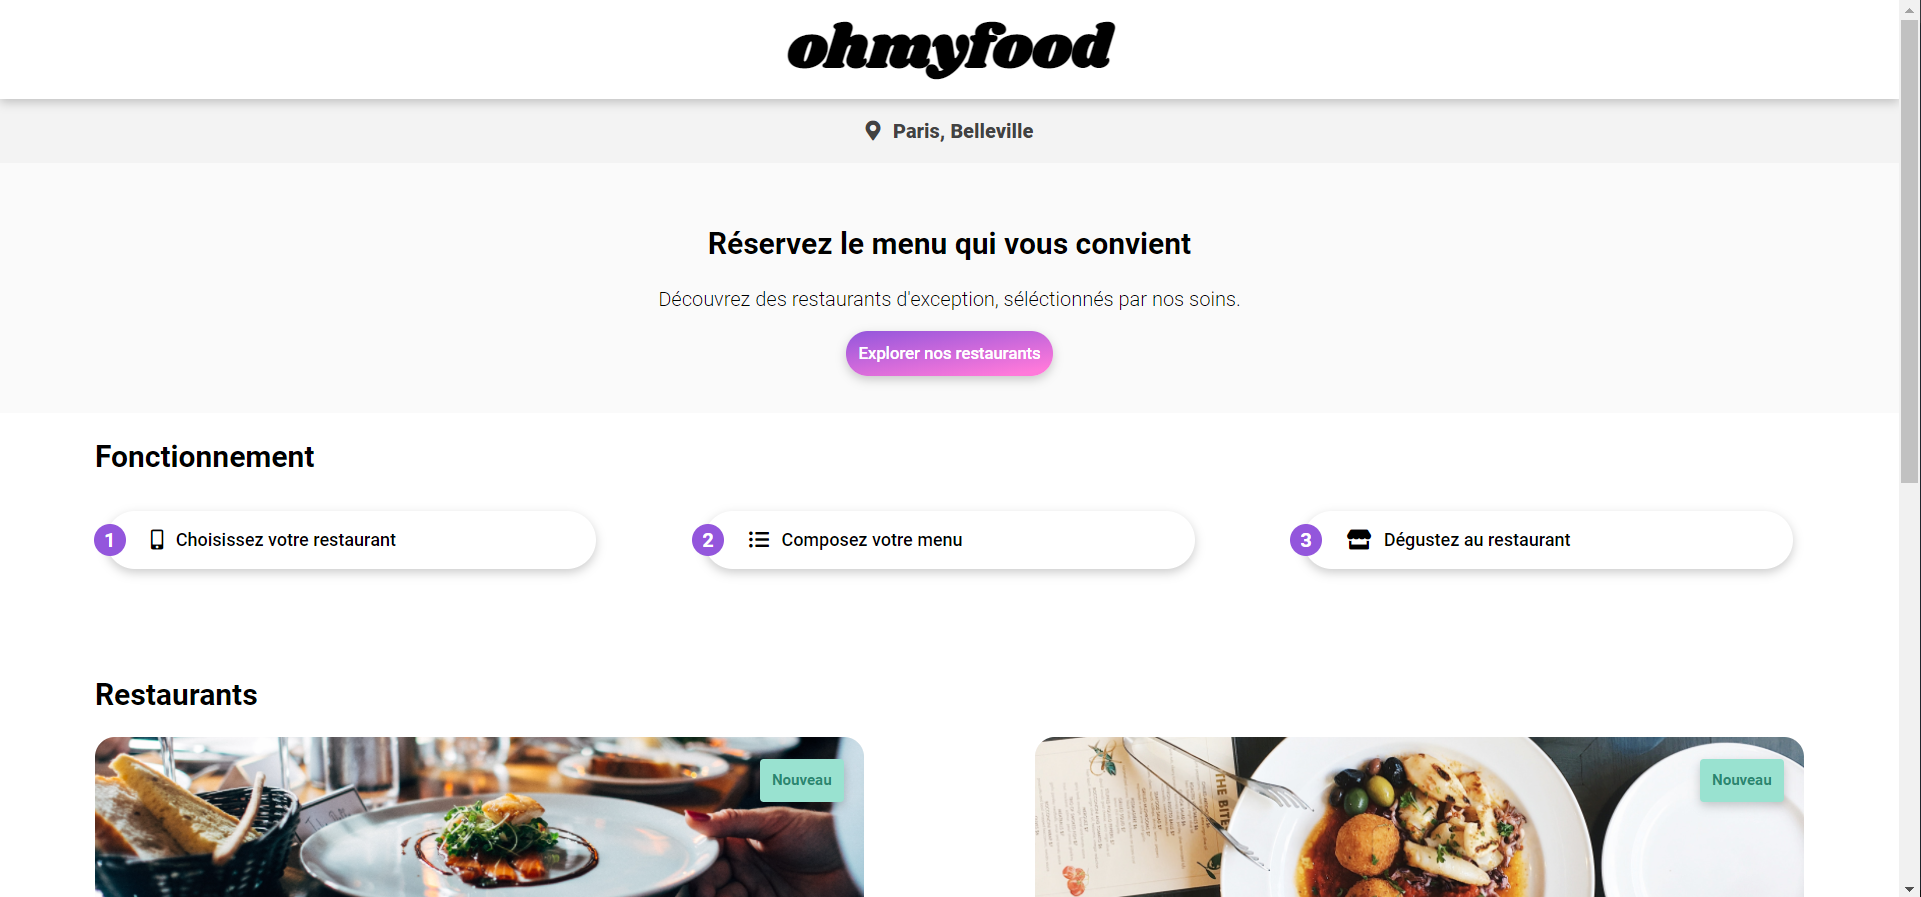 ohmyfood
Paris, Belleville
Réservez le menu qui vous convient
Découvrez des restaurants d'exception, séléctionnés par nos soins.
Explorer nos restaurants
Fonctionnement
1 Choisissez votre restaurant
2 Composez votre menu
3 Dégustez au restaurant
Restaurants
Nouveau
Nouveau
THE BITE